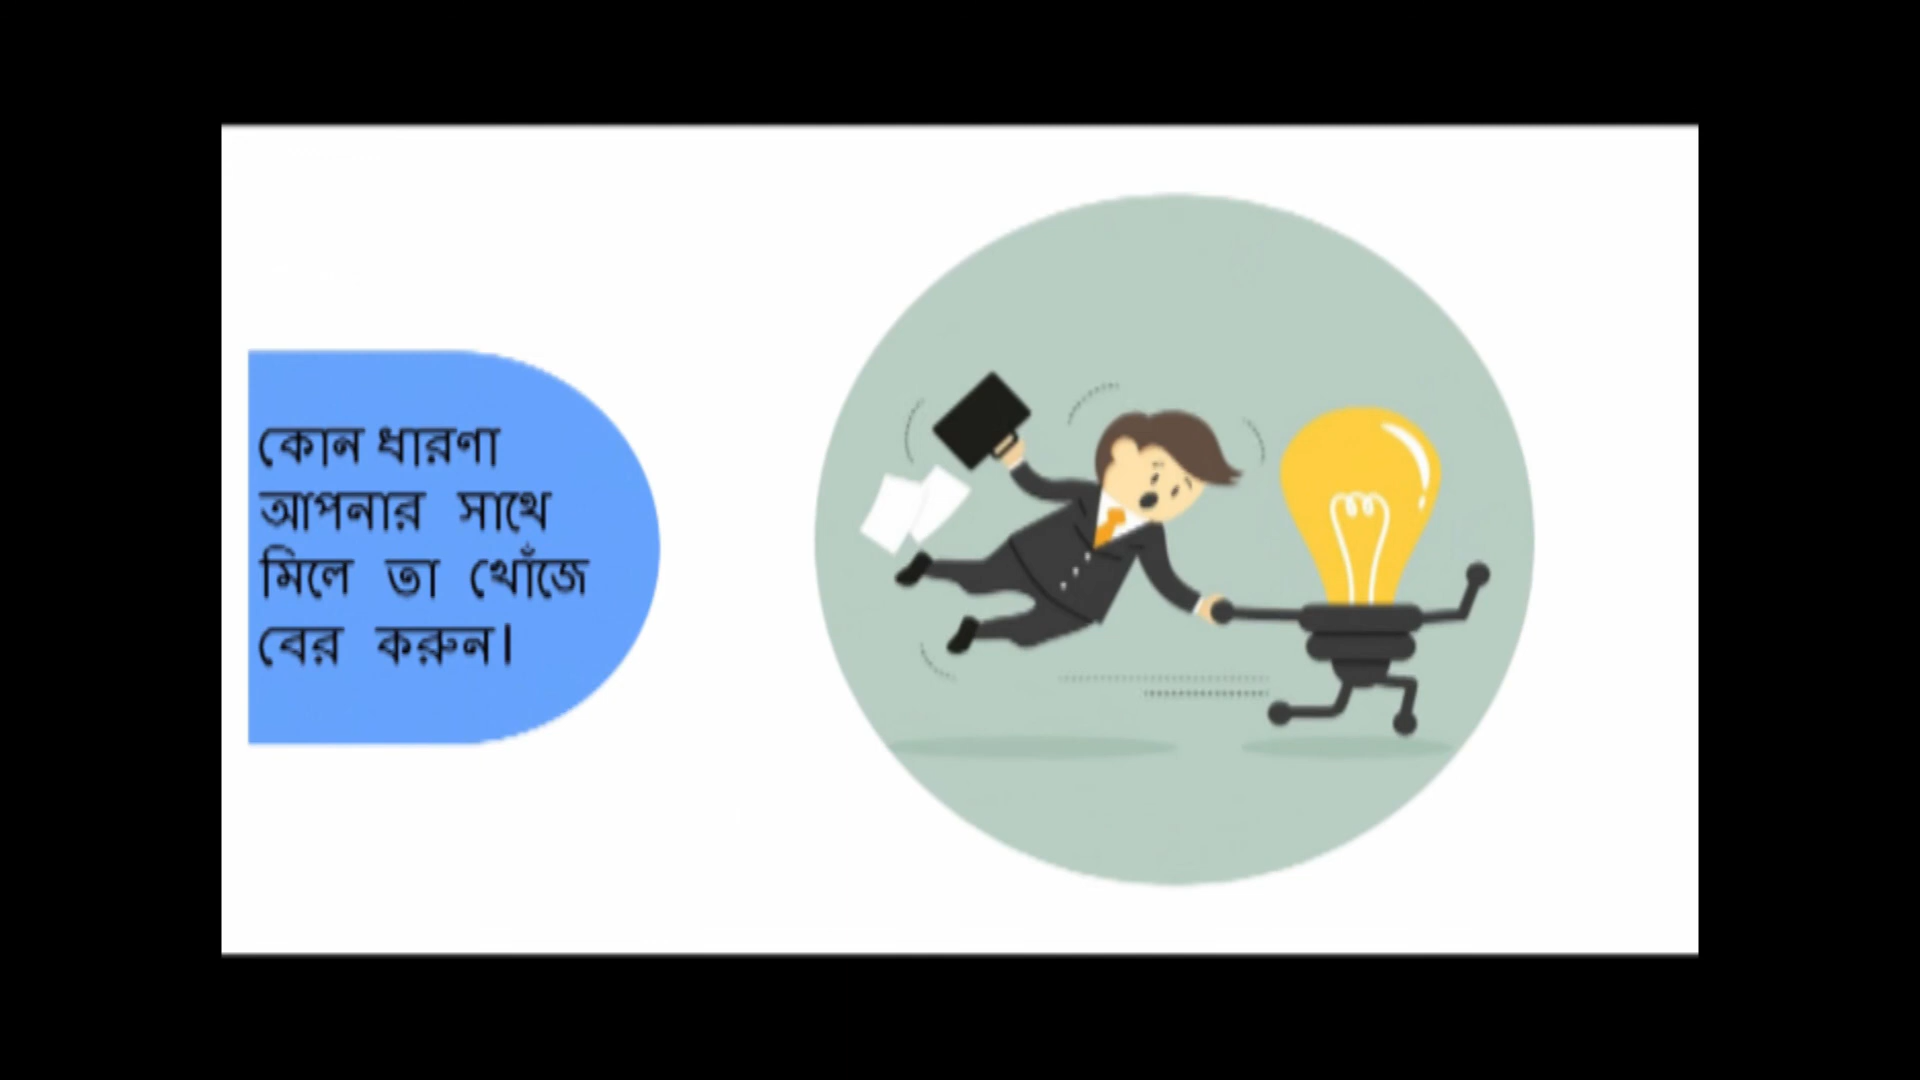 কোন ধারণা
আপনার সাথে
মিলে তা খোঁজে
বের করুন।